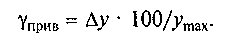 γприв = Δy · 100/ymax.